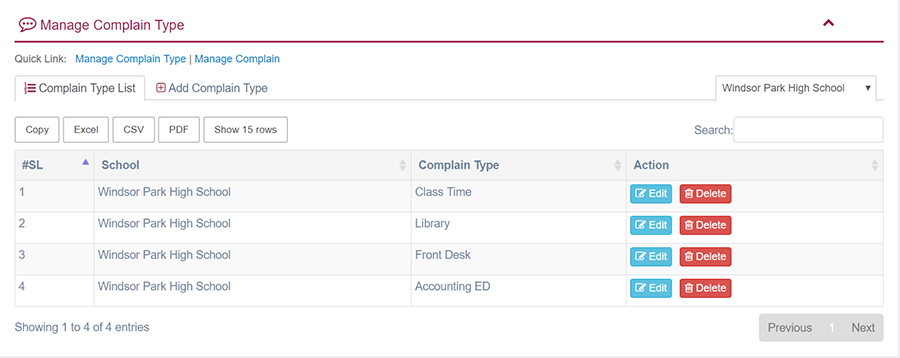 Manage Complain Type
Quick Link: Manage Complain Type | Manage Complain
Complain Type List Add Complain Type Windsor Park High School
Copy Excel CSV PDF Show 15 rows Search:
#SL School Complain Type Action
1 Windsor Park High School Class Time Edit Delete
2 Windsor Park High School Library Edit Delete
3 Windsor Park High School Front Desk Edit Delete
4 Windsor Park High School Accounting ED Edit Delete
Showing 1 to 4 of 4 entries Previous 1 Next